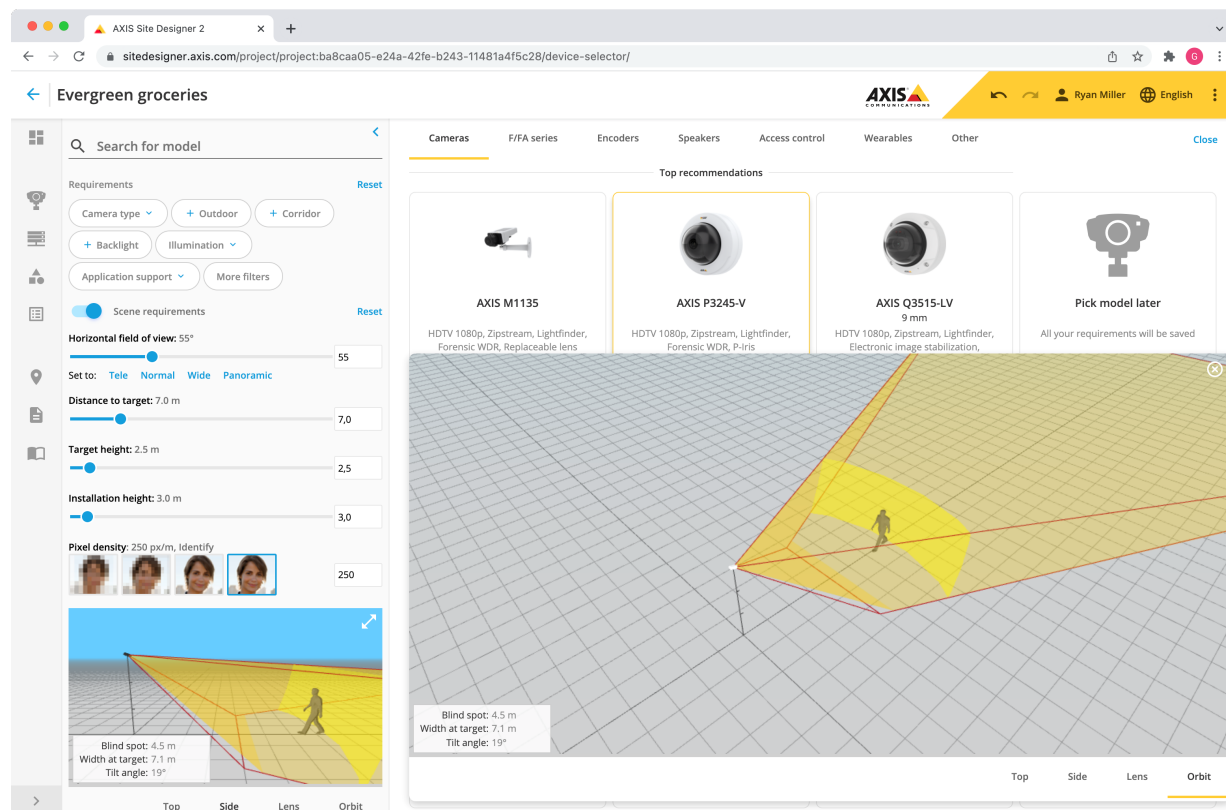 AXIS Site Designer 2
sitedesigner.axis.com/project/project:ba8caa05-e24a-42fe-b243-11481a4f5c28/device-selector/
G
Evergreen groceries
AXIS
COMMUNICATIONS
Ryan Miller
English
Search for model
Requirements
Reset
Camera type
+ Outdoor
+ Corridor
+ Backlight
Illumination
Application support
More filters
Scene requirements
Reset
Horizontal field of view: 55°
55
Set to: Tele Normal Wide Panoramic
Distance to target: 7.0 m
7,0
Target height: 2.5 m
2,5
Installation height: 3.0 m
3,0
Pixel density: 250 px/m, Identify
250
Blind spot: 4.5 m
Width at target: 7.1 m
Tilt angle: 19°
Top Side Lens Orbit
Cameras F/FA series Encoders Speakers Access control Wearables Other
Close
Top recommendations
AXIS M1135
HDTV 1080p, Zipstream, Lightfinder,
Forensic WDR, Replaceable lens
AXIS P3245-V
HDTV 1080p, Zipstream, Lightfinder,
Forensic WDR, P-Iris
AXIS Q3515-LV
9 mm
HDTV 1080p, Zipstream, Lightfinder,
Electronic image stabilization,
Pick model later
All your requirements will be saved
Blind spot: 4.5 m
Width at target: 7.1 m
Tilt angle: 19°
Top Side Lens Orbit